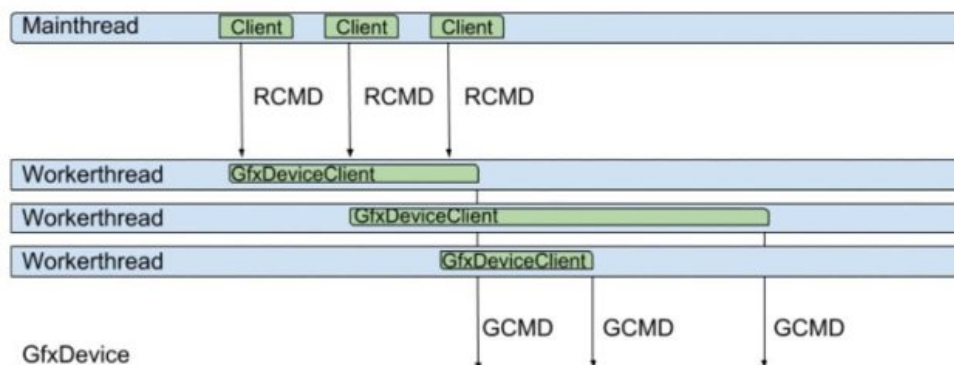 Mainthread Client Client Client
RCMD RCMD RCMD
Workerthread GfxDeviceClient
Workerthread GfxDeviceClient
Workerthread GfxDeviceClient
GCMD GCMD GCMD
GfxDevice